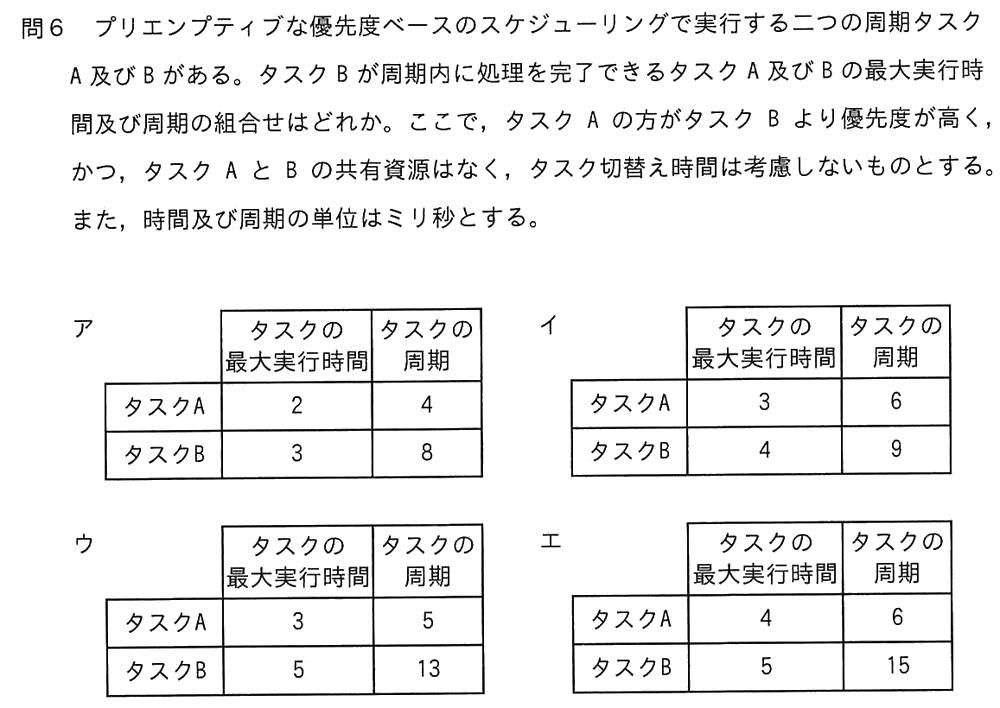 問6 プリエンプティブな優先度ベースのスケジューリングで実行する二つの周期タスク
A及びBがある。タスクBが周期内に処理を完了できるタスクA及びBの最大実行時
間及び周期の組合せはどれか。ここで，タスク A の方がタスク B より優先度が高く，
かつ，タスク A と B の共有資源はなく，タスク切替え時間は考慮しないものとする。
また，時間及び周期の単位はミリ秒とする。
ア
タスクの タスクの
最大実行時間 周期
タスクA 2 4
タスクB 3 8
イ
タスクの タスクの
最大実行時間 周期
タスクA 3 6
タスクB 4 9
ウ
タスクの タスクの
最大実行時間 周期
タスクA 3 5
タスクB 5 13
エ
タスクの タスクの
最大実行時間 周期
タスクA 4 6
タスクB 5 15